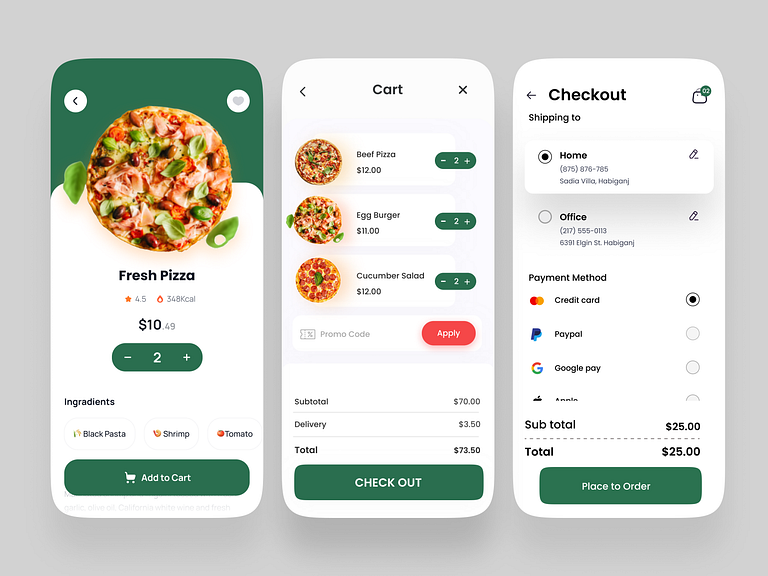 Fresh Pizza
4.5
348Kcal
$10.49
− 2 +
Ingradients
Black Pasta
Shrimp
Tomato
Add to Cart
garlic, olive oil. California white wine and fresh
Cart
Beef Pizza
$12.00
− 2 +
Egg Burger
$11.00
− 2 +
Cucumber Salad
$12.00
− 2 +
Promo Code
Apply
Subtotal $70.00
Delivery $3.50
Total $73.50
CHECK OUT
Checkout
02
Shipping to
Home
(875) 876-785
Sadia Villa, Habiganj
Office
(217) 555-0113
6391 Elgin St. Habiganj
Payment Method
Credit card
Paypal
Google pay
Apple
Sub total $25.00
Total $25.00
Place to Order